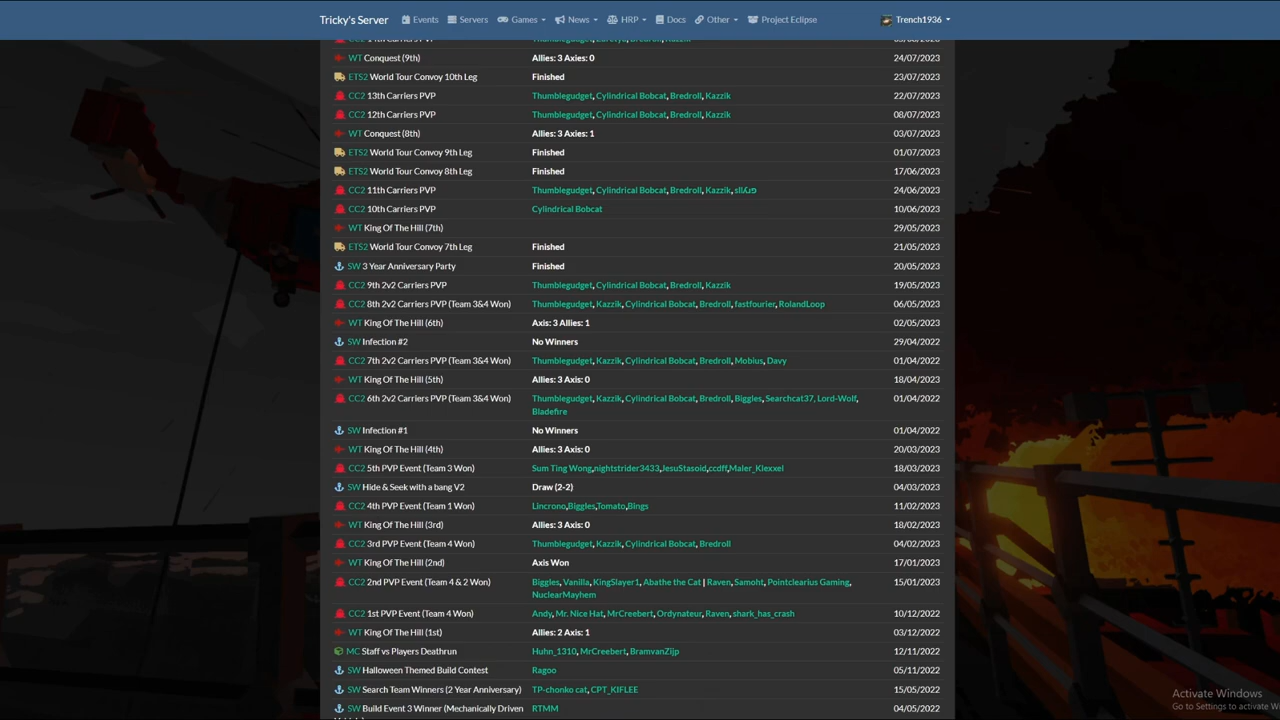 Tricky's Server Events Servers Games News HRP Docs Other Project Eclipse Trench1936
WT Conquest (9th) Allies: 3 Axies: 0 24/07/2023
ETS2 World Tour Convoy 10th Leg Finished 23/07/2023
CC2 13th Carriers PVP Thumblegudget, Cylindrical Bobcat, Bredroll, Kazzik 22/07/2023
CC2 12th Carriers PVP Thumblegudget, Cylindrical Bobcat, Bredroll, Kazzik 08/07/2023
WT Conquest (8th) Allies: 3 Axies: 1 03/07/2023
ETS2 World Tour Convoy 9th Leg Finished 01/07/2023
ETS2 World Tour Convoy 8th Leg Finished 17/06/2023
CC2 11th Carriers PVP Thumblegudget, Cylindrical Bobcat, Bredroll, Kazzik, 24/06/2023
CC2 10th Carriers PVP Cylindrical Bobcat 10/06/2023
WT King Of The Hill (7th) 29/05/2023
ETS2 World Tour Convoy 7th Leg Finished 21/05/2023
SW 3 Year Anniversary Party Finished 20/05/2023
CC2 9th 2v2 Carriers PVP Thumblegudget, Cylindrical Bobcat, Bredroll, Kazzik 19/05/2023
CC2 8th 2v2 Carriers PVP (Team 3&4 Won) Thumblegudget, Kazzik, Cylindrical Bobcat, Bredroll, fastfourier, RolandLoop 06/05/2023
WT King Of The Hill (6th) Axis: 3 Allies: 1 02/05/2023
SW Infection #2 No Winners 29/04/2022
CC2 7th 2v2 Carriers PVP (Team 3&4 Won) Thumblegudget, Kazzik, Cylindrical Bobcat, Bredroll, Mobius, Davy 01/04/2022
WT King Of The Hill (5th) Allies: 3 Axis: 0 18/04/2023
CC2 6th 2v2 Carriers PVP (Team 3&4 Won) Thumblegudget, Kazzik, Cylindrical Bobcat, Bredroll, Biggles, Searchcat37, Lord-Wolf, 01/04/2022
Bladefire
SW Infection #1 No Winners 01/04/2022
WT King Of The Hill (4th) Allies: 3 Axis: 0 20/03/2023
CC2 5th PVP Event (Team 3 Won) Sum Ting Wong,nightstrider3433,JesuStasoid,ccdff,Maler_Klexxel 18/03/2023
SW Hide & Seek with a bang V2 Draw (2-2) 04/03/2023
CC2 4th PVP Event (Team 1 Won) Lincrono,Biggles,Tomato,Bings 11/02/2023
WT King Of The Hill (3rd) Allies: 3 Axis: 0 18/02/2023
CC2 3rd PVP Event (Team 4 Won) Thumblegudget, Kazzik, Cylindrical Bobcat, Bredroll 04/02/2023
WT King Of The Hill (2nd) Axis Won 17/01/2023
CC2 2nd PVP Event (Team 4 & 2 Won) Biggles, Vanilla, KingSlayer1, Abathe the Cat | Raven, Samoht, Pointclearius Gaming, 15/01/2023
NuclearMayhem
CC2 1st PVP Event (Team 4 Won) Andy, Mr. Nice Hat, MrCreebert, Ordynateur, Raven, shark_has_crash 10/12/2022
WT King Of The Hill (1st) Allies: 2 Axis: 1 03/12/2022
MC Staff vs Players Deathrun Huhn_1310, MrCreebert, BramvanZijp 12/11/2022
SW Halloween Themed Build Contest Ragoo 05/11/2022
SW Search Team Winners (2 Year Anniversary) TP-chonko cat, CPT_KIFLEE 15/05/2022
SW Build Event 3 Winner (Mechanically Driven RTMM 04/05/2022
Activate Windows
Go to Settings to activate